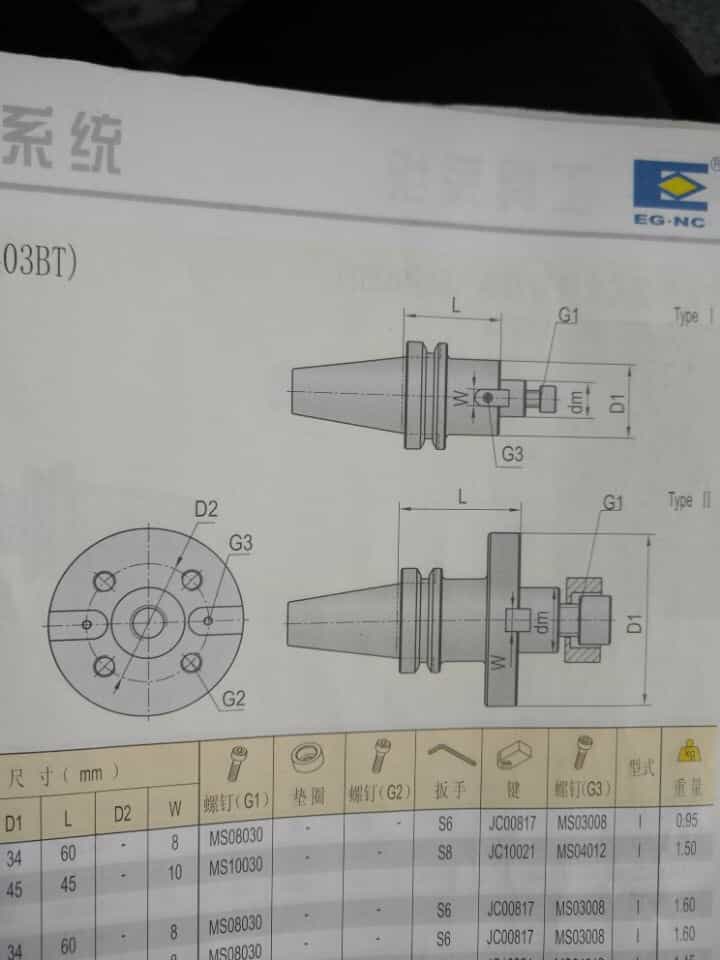 系统
EG·NC
®
03BT)
Type I
L
G1
W
dm
D1
G3
Type II
L
G1
D2
G3
dm
D1
W
G2
尺寸( mm )
螺钉(G1)
垫圈
螺钉(G2)
扳手
键
螺钉(G3)
型式
kg
重量
D1 L D2 W
34 60 - 8 MS08030 - - S6 JC00817 MS03008 I 0.95
45 45 - 10 MS10030 - - S8 JC10021 MS04012 I 1.50
34 60 - 8 MS08030 - - S6 JC00817 MS03008 I 1.60
MS08030 - - S6 JC00817 MS03008 I 1.60